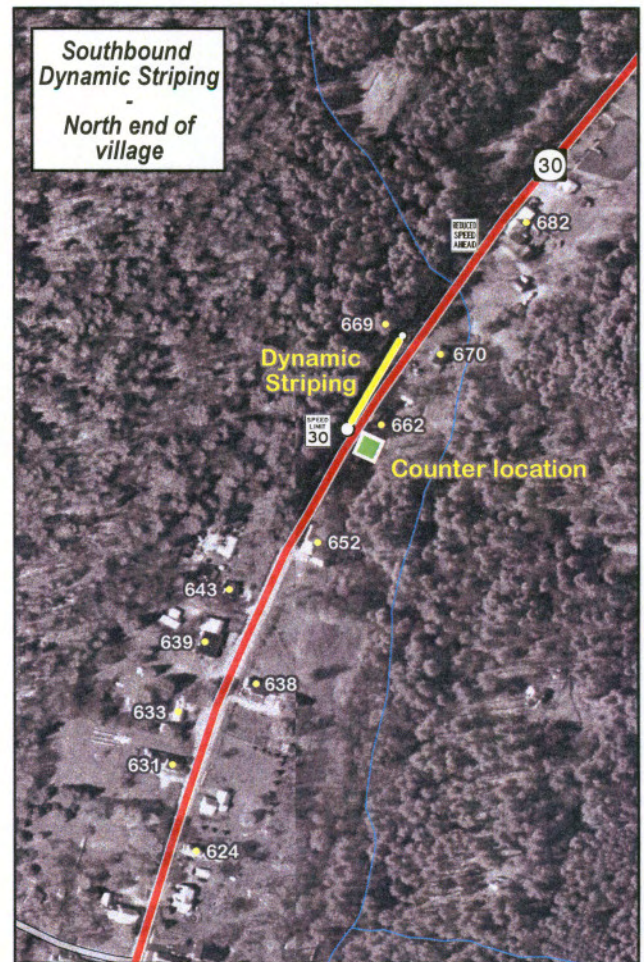 Southbound
Dynamic Striping
-
North end of
village
30
682
REDUCED
SPEED
AHEAD
669
Dynamic
Striping
670
SPEED
LIMIT
30
662
Counter location
652
643
639
638
633
631
624